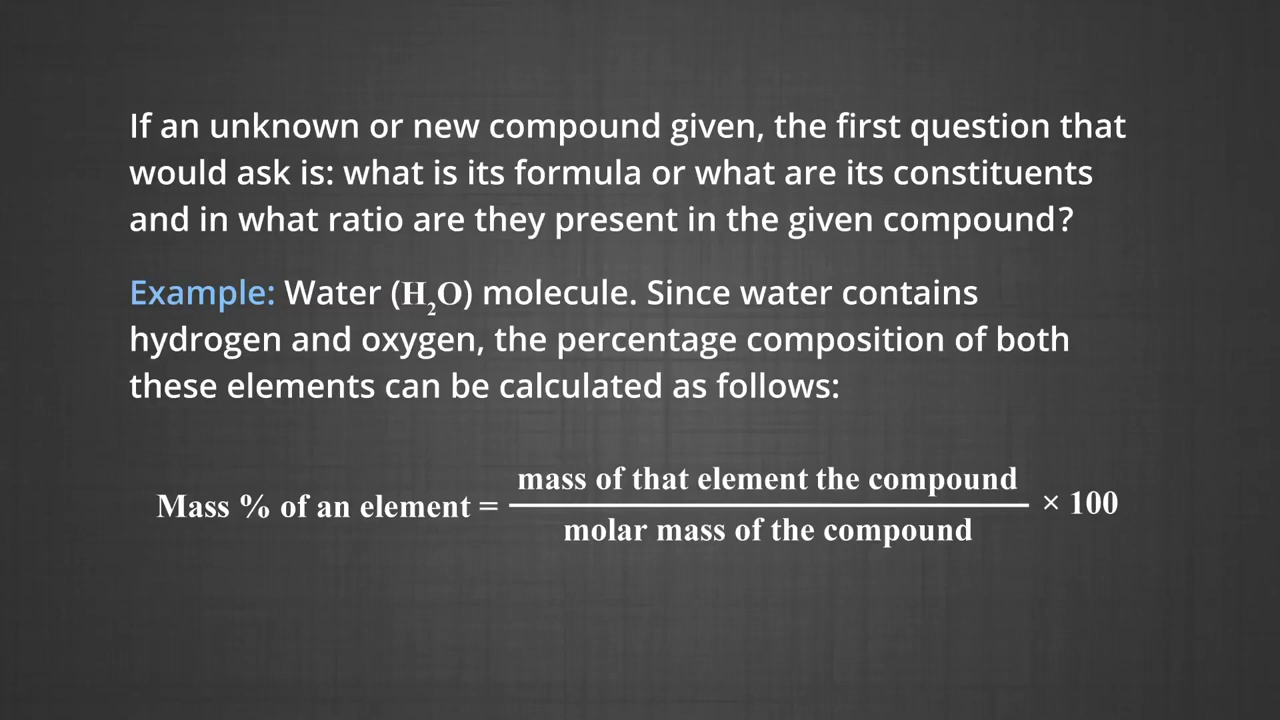 If an unknown or new compound given, the first question that
would ask is: what is its formula or what are its constituents
and in what ratio are they present in the given compound?
Example: Water (H₂O) molecule. Since water contains
hydrogen and oxygen, the percentage composition of both
these elements can be calculated as follows:
mass of that element the compound
Mass % of an element = × 100
molar mass of the compound